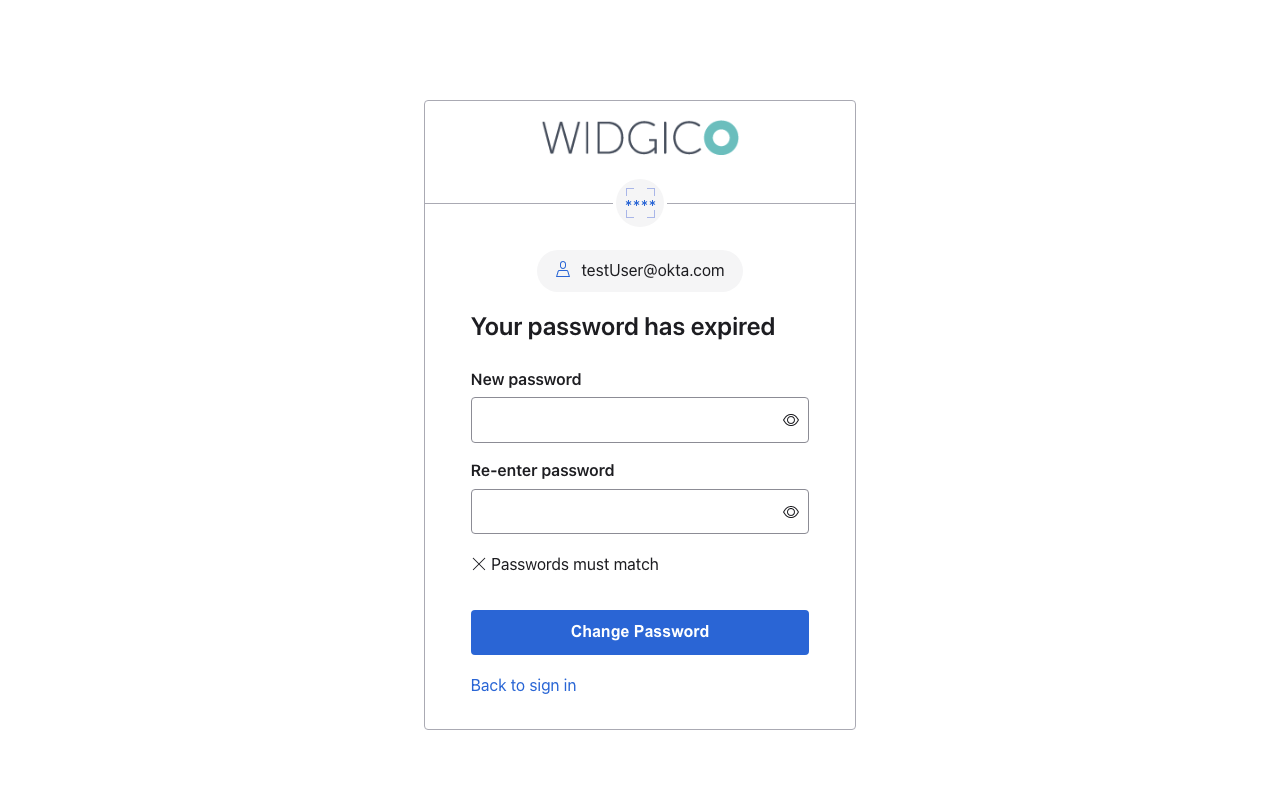 WIDGICO
****
testUser@okta.com
Your password has expired
New password
Re-enter password
Passwords must match
Change Password
Back to sign in